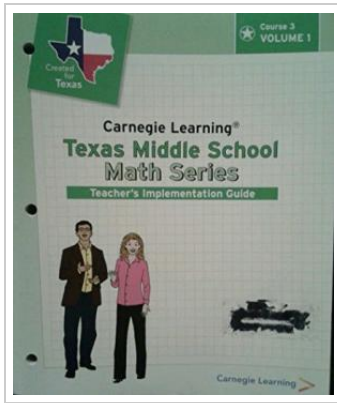 Course 3
VOLUME 1
Created
for
Texas
Carnegie Learning®
Texas Middle School
Math Series
Teacher's Implementation Guide
Carnegie Learning